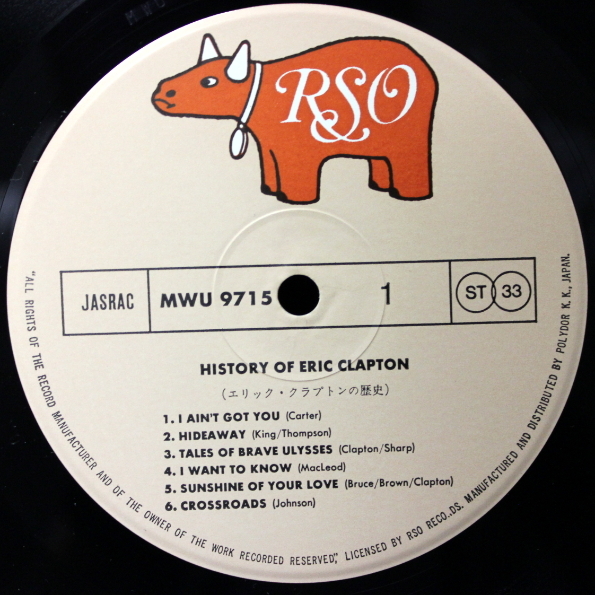 RSO
JASRAC
MWU 9715
1
ST 33
HISTORY OF ERIC CLAPTON
(エリック・クラプトンの歴史)
1. I AIN'T GOT YOU (Carter)
2. HIDEAWAY (King/Thompson)
3. TALES OF BRAVE ULYSSES (Clapton/Sharp)
4. I WANT TO KNOW (MacLeod)
5. SUNSHINE OF YOUR LOVE (Bruce/Brown/Clapton)
6. CROSSROADS (Johnson)
"ALL RIGHTS OF THE RECORD MANUFACTURER AND OF THE OWNER OF THE WORK RECORDED RESERVED," LICENSED BY RSO RECO..DS. MANUFACTURED AND DISTRIBUTED BY POLYDOR K.K., JAPAN.